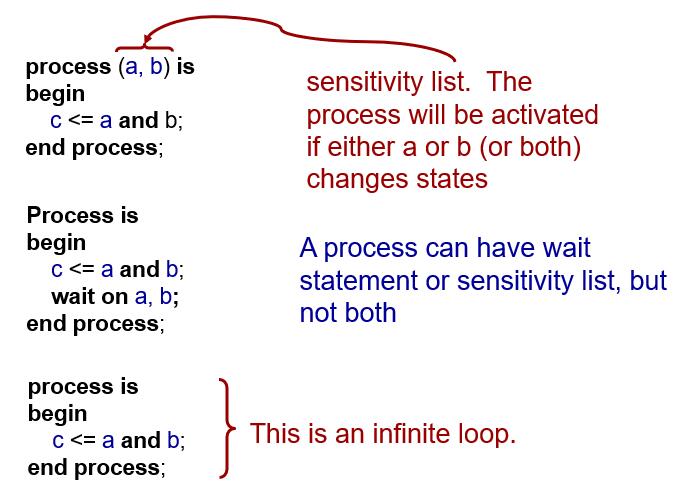 process (a, b) is
begin
c <= a and b;
end process;
sensitivity list. The
process will be activated
if either a or b (or both)
changes states
Process is
begin
c <= a and b;
wait on a, b;
end process;
A process can have wait
statement or sensitivity list, but
not both
process is
begin
c <= a and b;
end process;
This is an infinite loop.